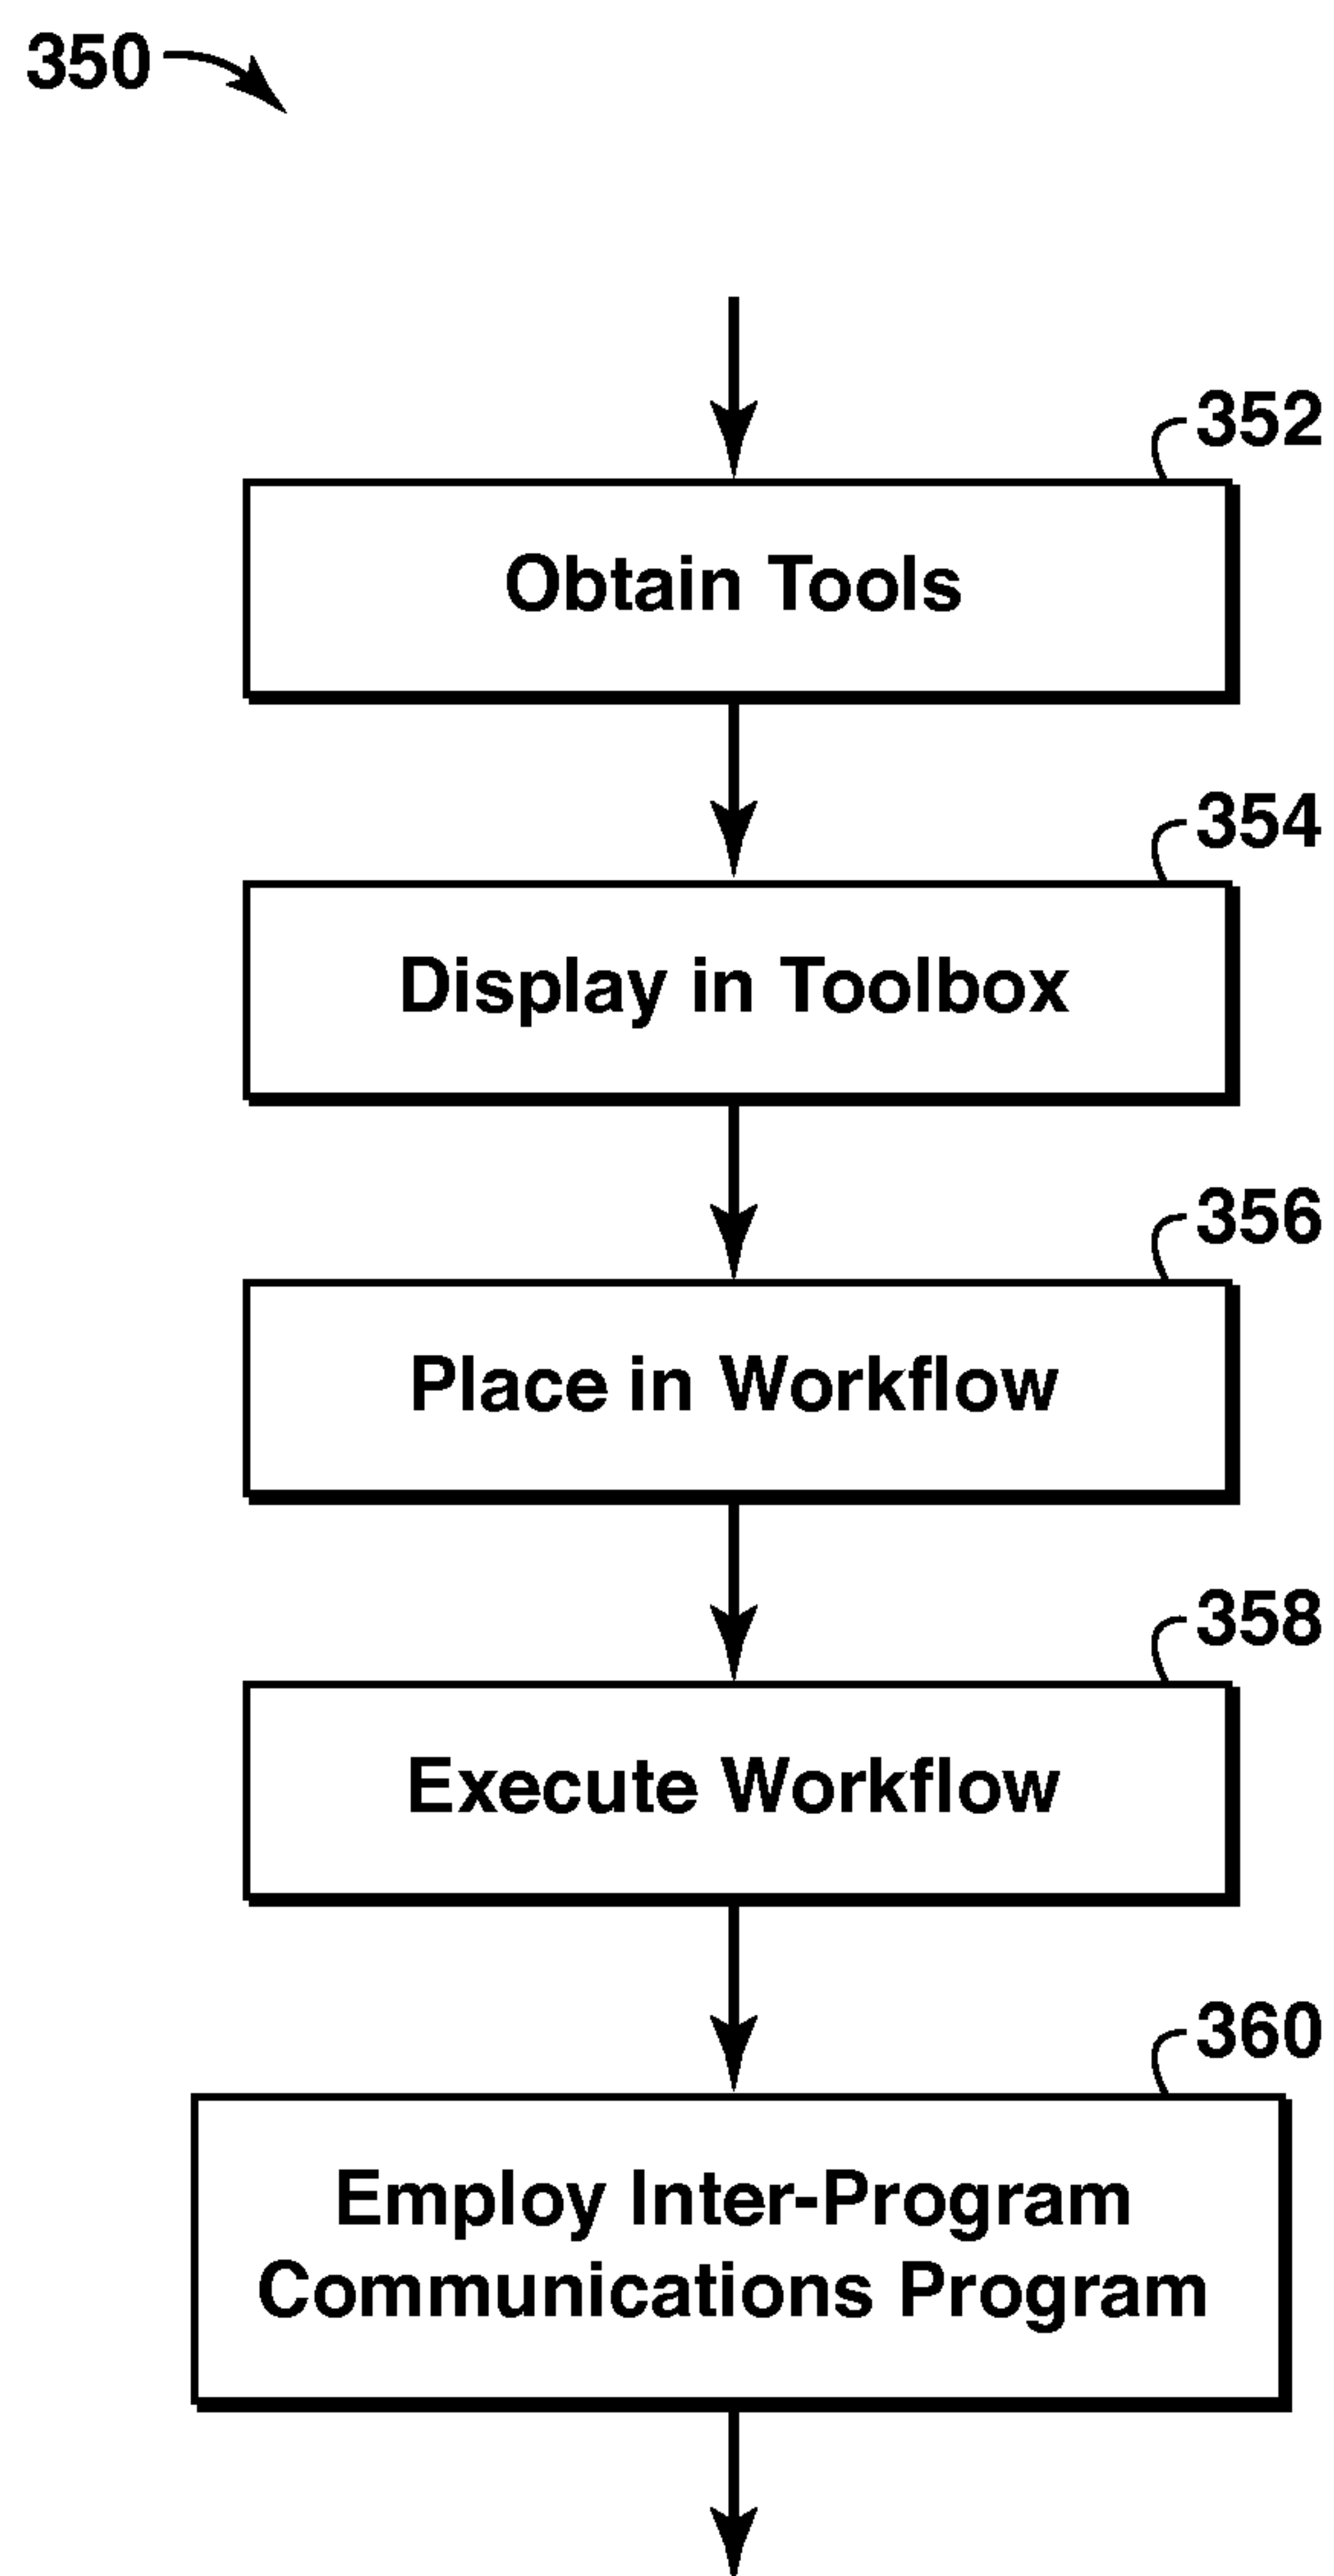 350
352
Obtain Tools
354
Display in Toolbox
356
Place in Workflow
358
Execute Workflow
360
Employ Inter-Program
Communications Program